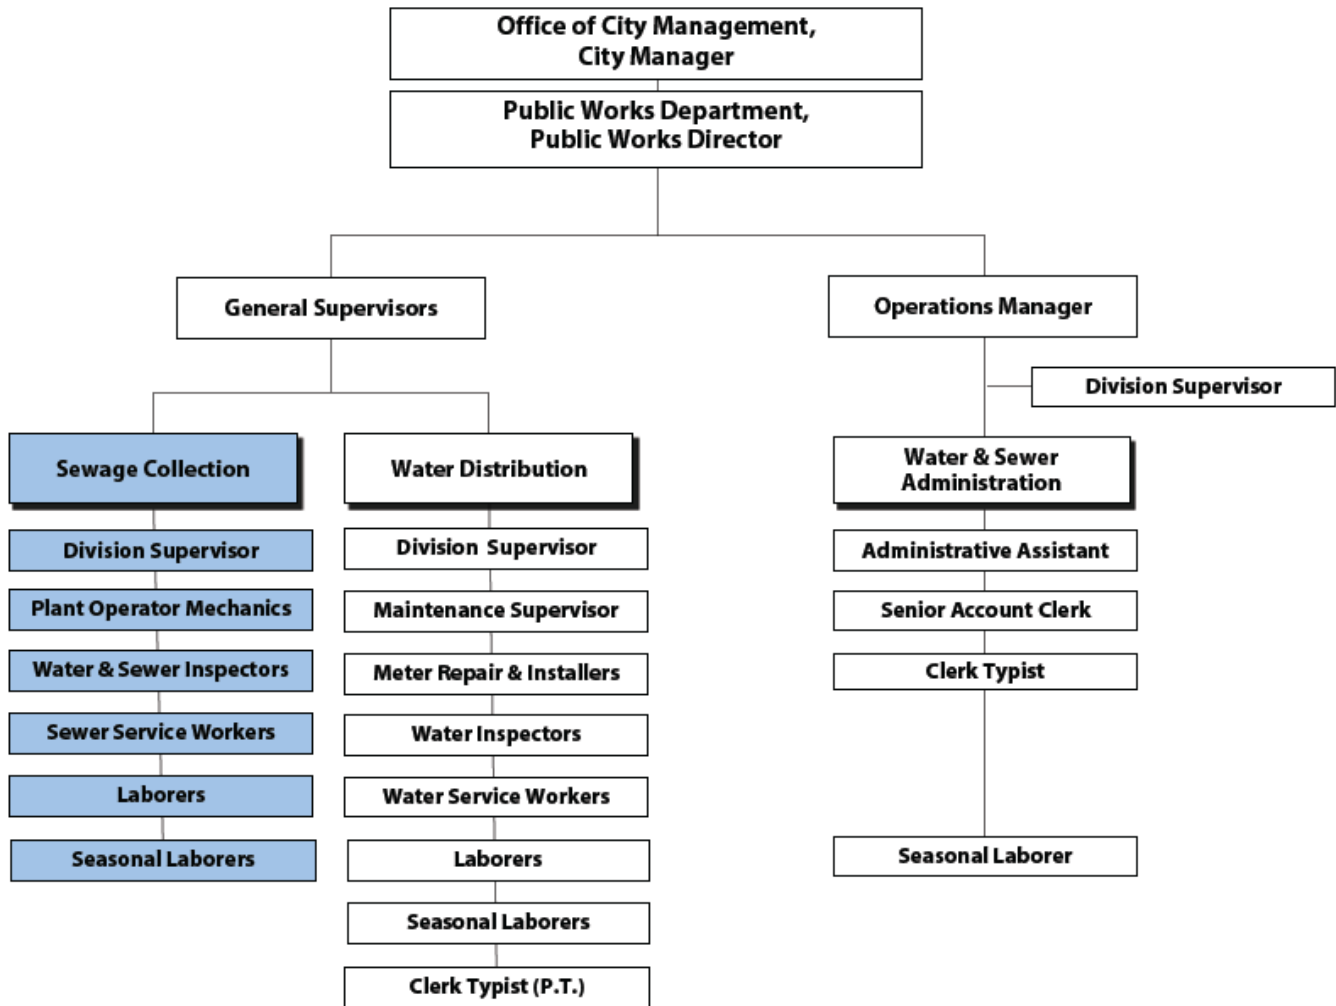 Office of City Management,
City Manager
Public Works Department,
Public Works Director
General Supervisors
Operations Manager
Division Supervisor
Sewage Collection
Water Distribution
Water & Sewer
Administration
Division Supervisor
Plant Operator Mechanics
Water & Sewer Inspectors
Sewer Service Workers
Laborers
Seasonal Laborers
Division Supervisor
Maintenance Supervisor
Meter Repair & Installers
Water Inspectors
Water Service Workers
Laborers
Seasonal Laborers
Clerk Typist (P.T.)
Administrative Assistant
Senior Account Clerk
Clerk Typist
Seasonal Laborer